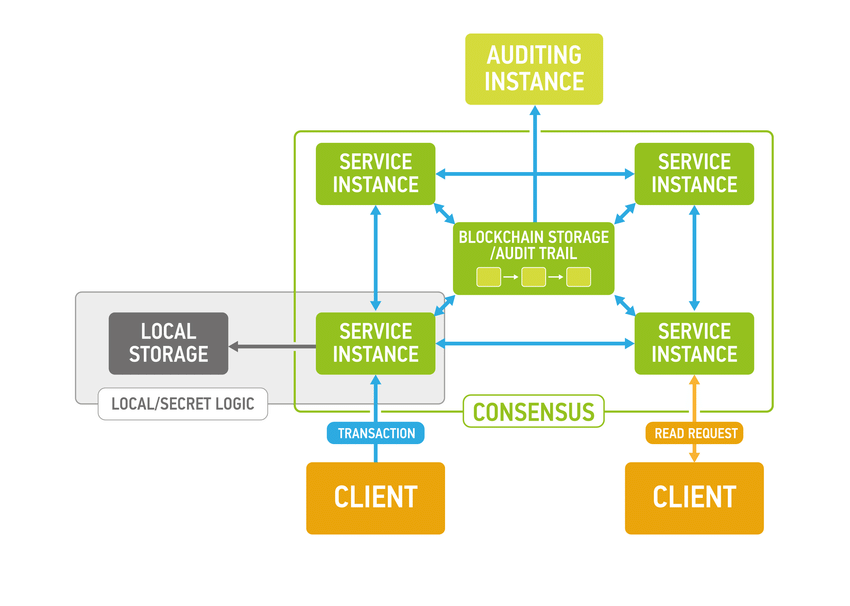 AUDITING
INSTANCE
SERVICE
INSTANCE
SERVICE
INSTANCE
BLOCKCHAIN STORAGE
/AUDIT TRAIL
LOCAL
STORAGE
SERVICE
INSTANCE
SERVICE
INSTANCE
LOCAL/SECRET LOGIC
CONSENSUS
TRANSACTION
READ REQUEST
CLIENT
CLIENT